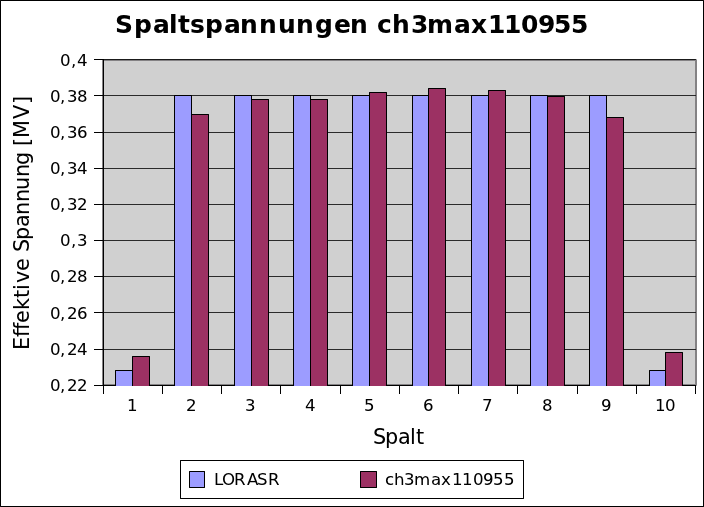 Spaltspannungen ch3max110955
Effektive Spannung [MV]
0,4
0,38
0,36
0,34
0,32
0,3
0,28
0,26
0,24
0,22
1 2 3 4 5 6 7 8 9 10
Spalt
LORASR ch3max110955